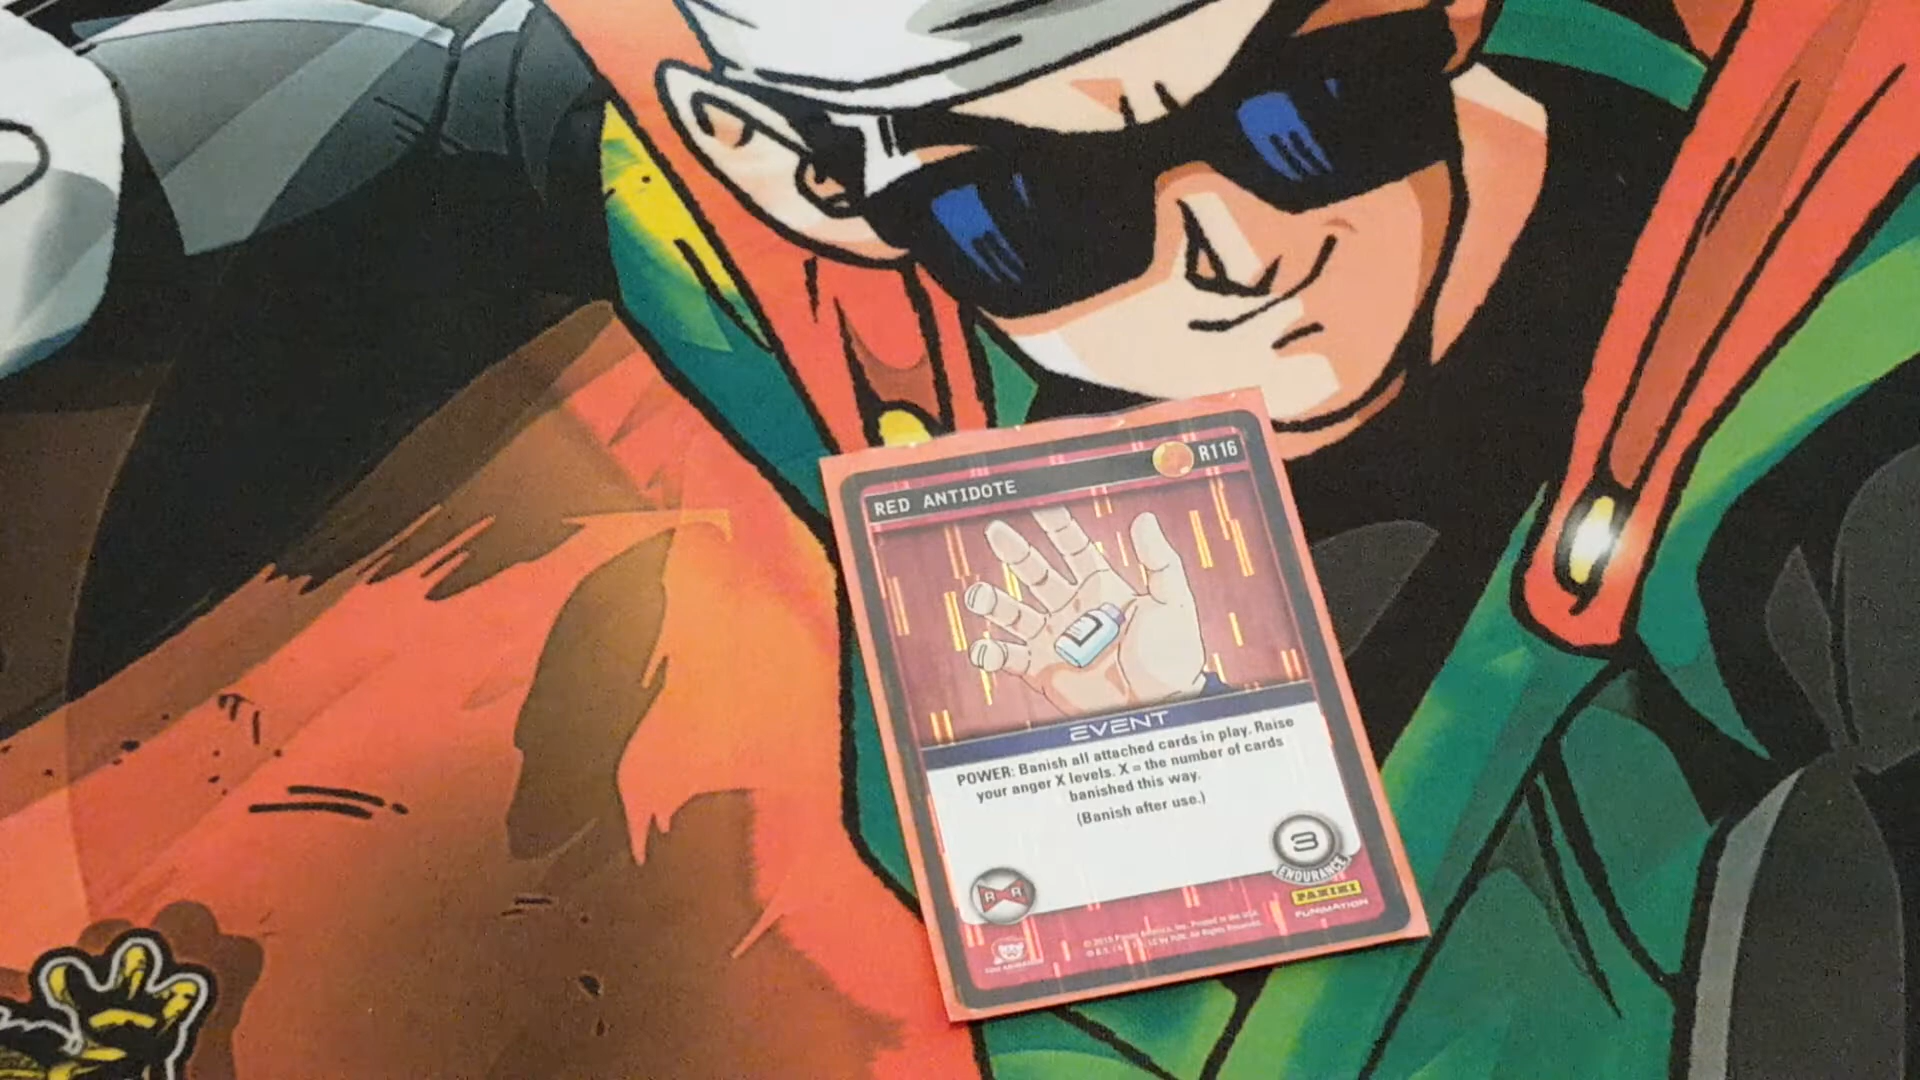 RED ANTIDOTE
R116
EVENT
POWER: Banish all attached cards in play. Raise
your anger X levels. X = the number of cards
banished this way.
(Banish after use.)
3
ENDURANCE
R R
PANINI
FUNIMATION